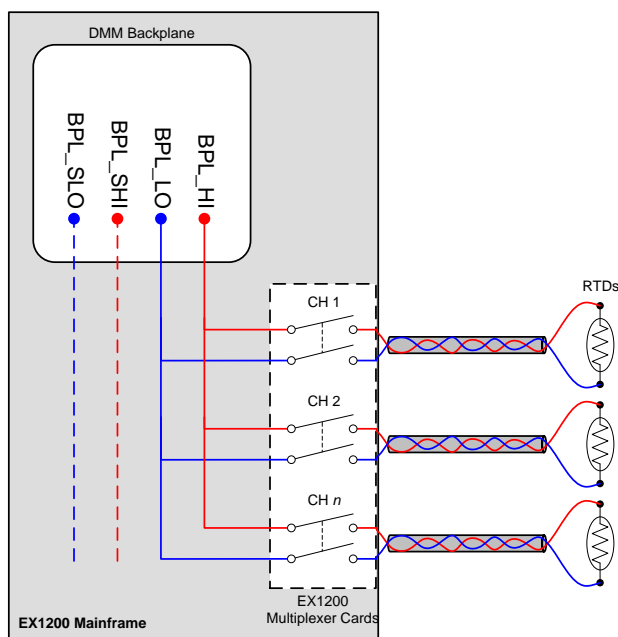 DMM Backplane
BPL_SLO
BPL_SHI
BPL_LO
BPL_HI
RTDs
CH 1
CH 2
CH n
EX1200
Multiplexer Cards
EX1200 Mainframe